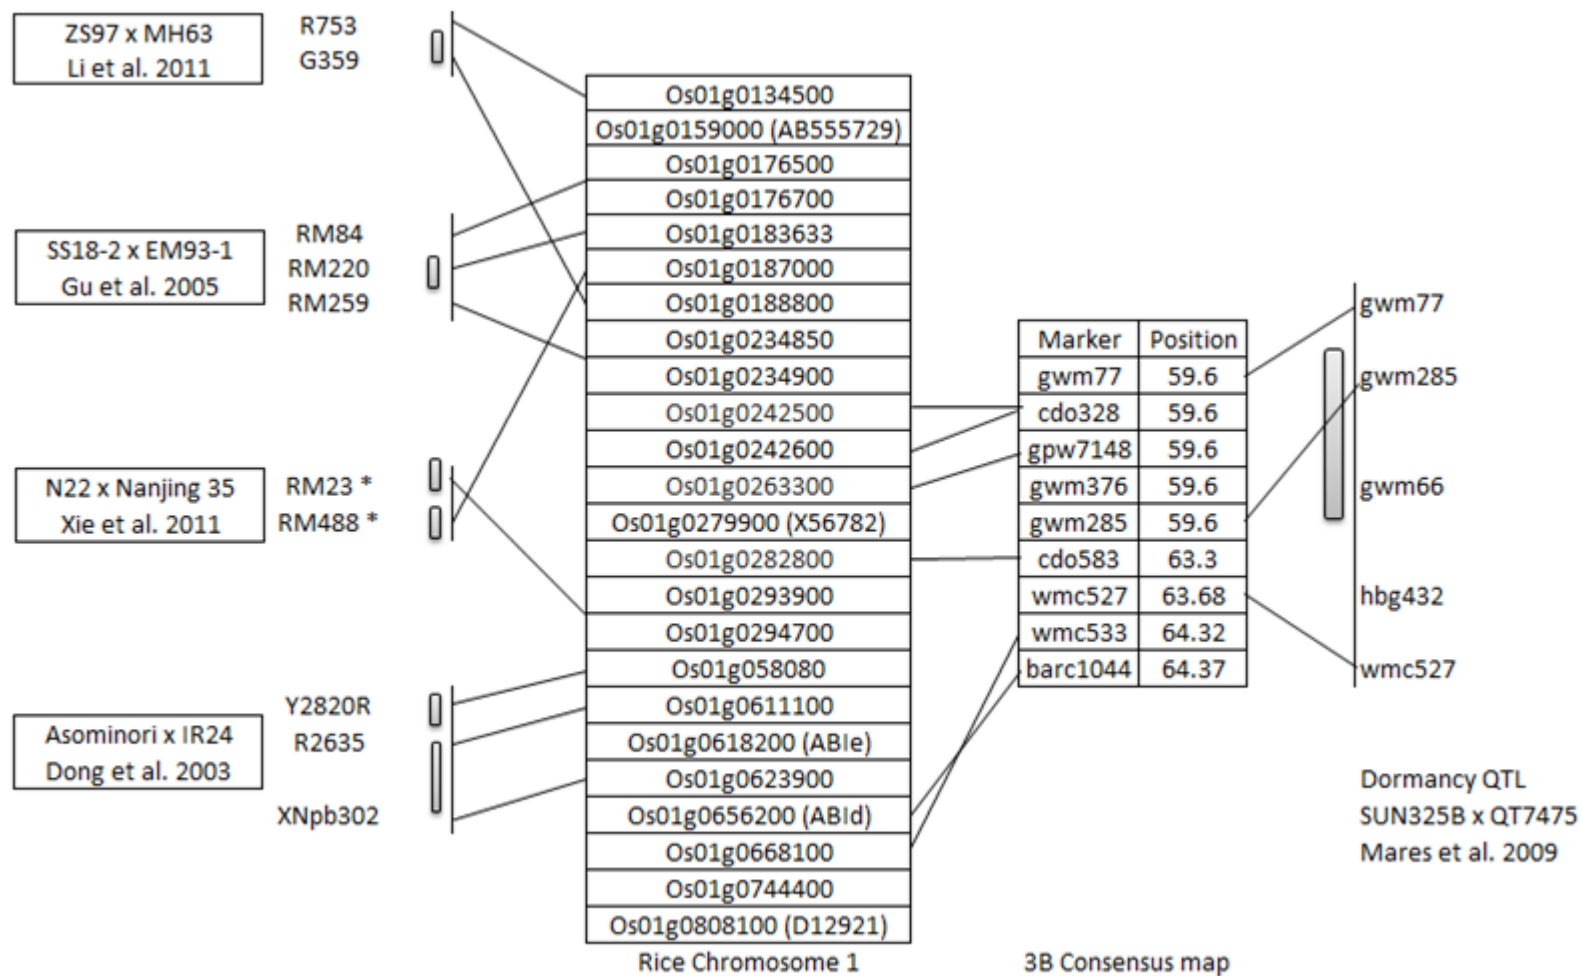 ZS97 x MH63
Li et al. 2011
R753
G359
SS18-2 x EM93-1
Gu et al. 2005
RM84
RM220
RM259
N22 x Nanjing 35
Xie et al. 2011
RM23 *
RM488 *
Asominori x IR24
Dong et al. 2003
Y2820R
R2635
XNpb302
Os01g0134500
Os01g0159000 (AB555729)
Os01g0176500
Os01g0176700
Os01g0183633
Os01g0187000
Os01g0188800
Os01g0234850
Os01g0234900
Os01g0242500
Os01g0242600
Os01g0263300
Os01g0279900 (X56782)
Os01g0282800
Os01g0293900
Os01g0294700
Os01g058080
Os01g0611100
Os01g0618200 (ABIe)
Os01g0623900
Os01g0656200 (ABId)
Os01g0668100
Os01g0744400
Os01g0808100 (D12921)
Rice Chromosome 1
Marker Position
gwm77 59.6
cdo328 59.6
gpw7148 59.6
gwm376 59.6
gwm285 59.6
cdo583 63.3
wmc527 63.68
wmc533 64.32
barc1044 64.37
3B Consensus map
gwm77
gwm285
gwm66
hbg432
wmc527
Dormancy QTL
SUN325B x QT7475
Mares et al. 2009